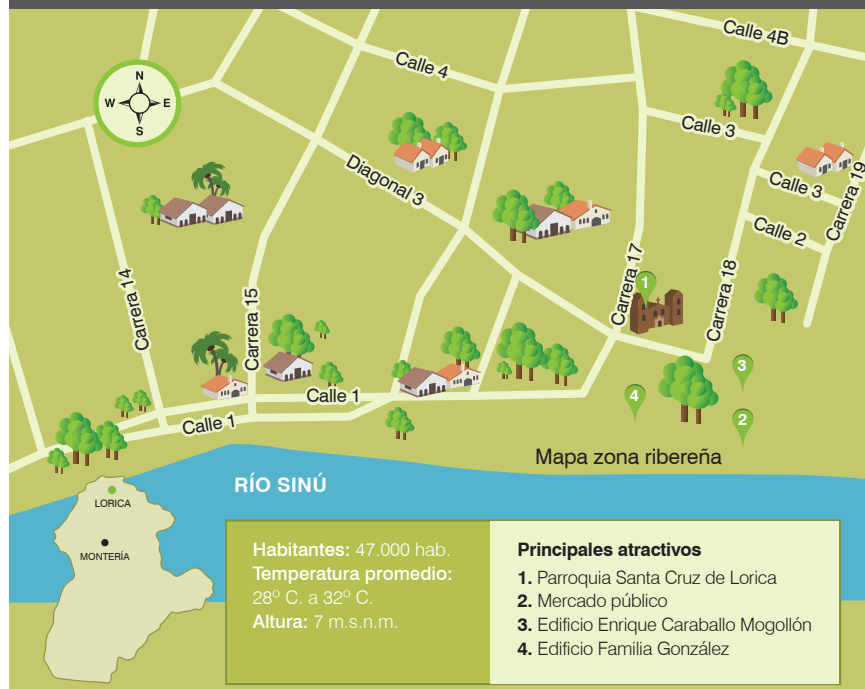 Calle 4B
N
W E
S
Calle 4
Calle 3
Diagonal 3
Calle 3
Carrera 19
Calle 2
Carrera 14
Carrera 15
Carrera 17
Carrera 18
1
3
4
2
Calle 1
Calle 1
Mapa zona ribereña
RÍO SINÚ
LORICA
MONTERÍA
Habitantes: 47.000 hab.
Temperatura promedio:
28º C. a 32º C.
Altura: 7 m.s.n.m.
Principales atractivos
1. Parroquia Santa Cruz de Lorica
2. Mercado público
3. Edificio Enrique Caraballo Mogollón
4. Edificio Familia González